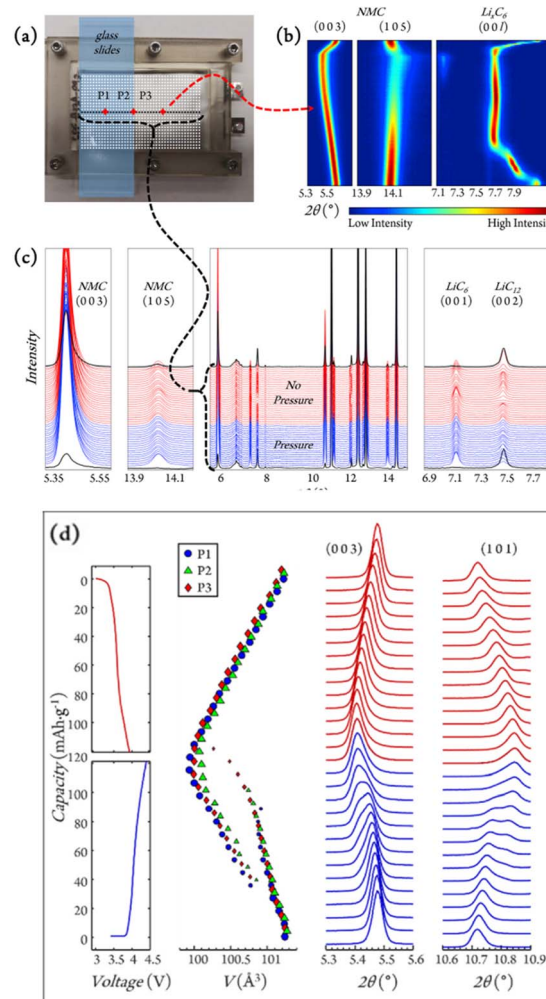 (a)
glass
slides
P1 P2 P3
(b)
NMC
(0 0 3) (1 0 5)
LiₓC₆
(0 0 l)
5.3 5.5 13.9 14.1 7.1 7.3 7.5 7.7 7.9
2θ(°)
Low Intensity High Intensi
(c)
Intensity
NMC
(0 0 3)
NMC
(1 0 5)
No
Pressure
Pressure
LiC₆
(0 0 1)
LiC₁₂
(0 0 2)
5.35 5.55 13.9 14.1 6 8 10 12 14 6.9 7.1 7.3 7.5 7.7
(d)
P1
P2
P3
(0 0 3)
(1 0 1)
Capacity (mAh·g⁻¹)
0
20
40
60
80
100
120
100
80
60
40
20
0
3 4 4.5
Voltage (V)
100 100.5 101
V (Å³)
5.3 5.4 5.5 5.6
2θ(°)
10.7 10.8 10.9
2θ(°)